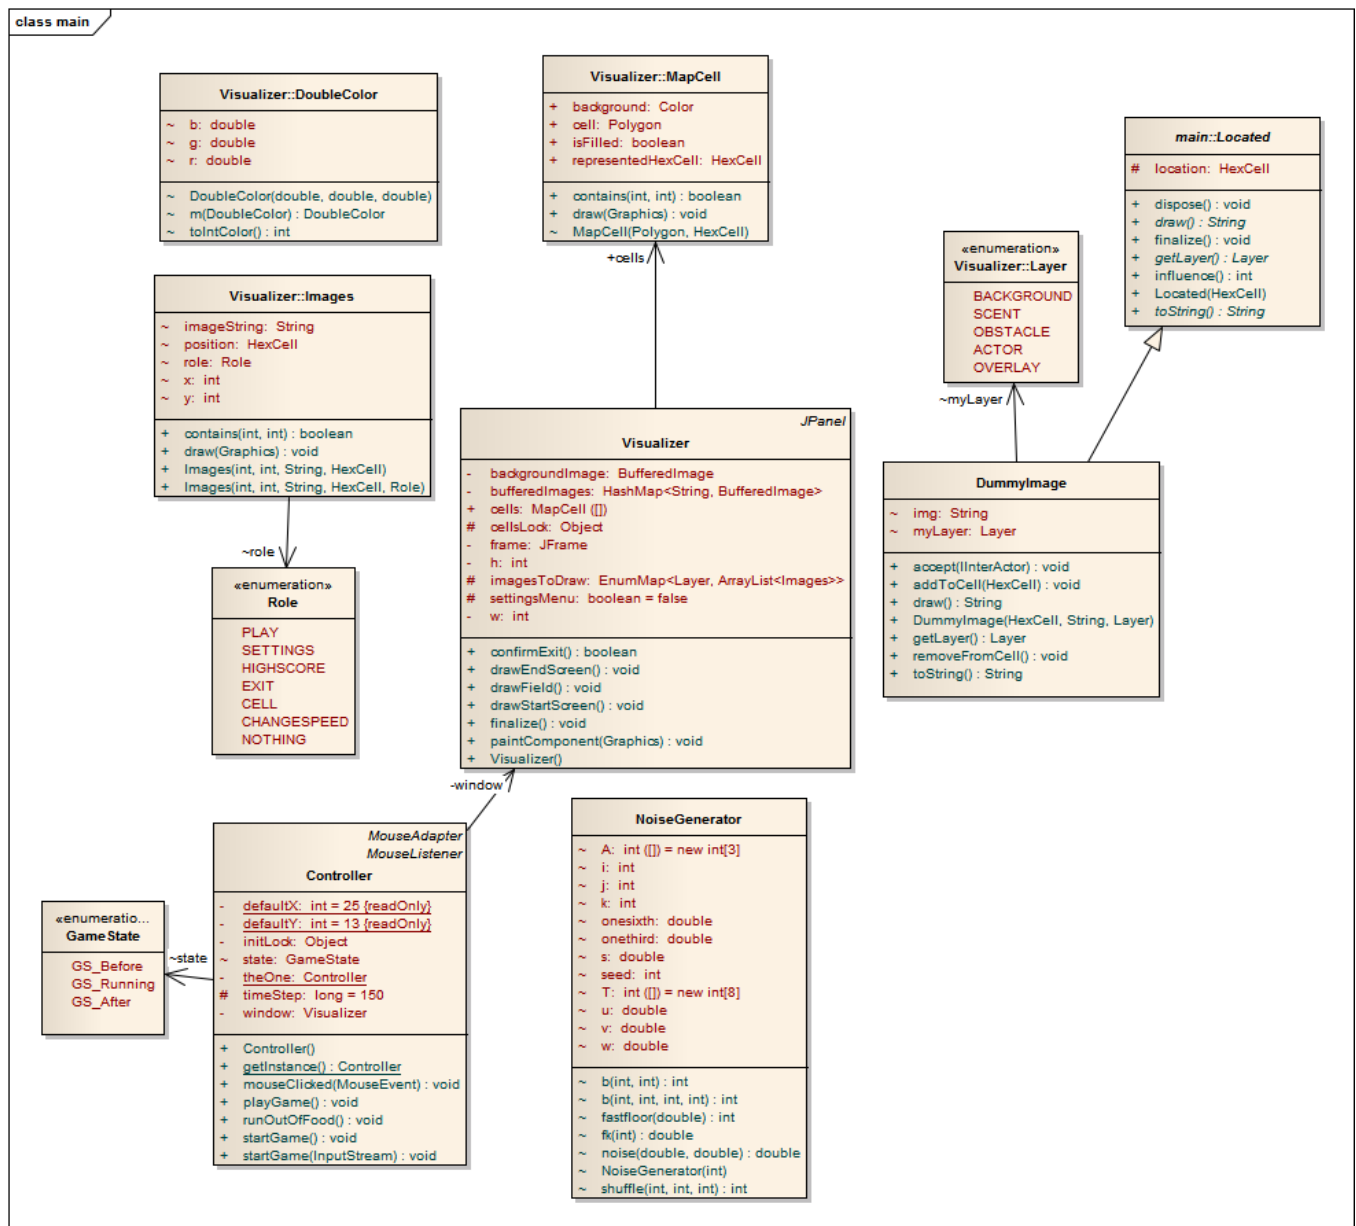 class main
Visualizer::DoubleColor
~ b: double
~ g: double
~ r: double
~ DoubleColor(double, double, double)
~ m(DoubleColor) : DoubleColor
~ toIntColor() : int
Visualizer::MapCell
+ background: Color
+ cell: Polygon
+ isFilled: boolean
+ representedHexCell: HexCell
+ contains(int, int) : boolean
+ draw(Graphics) : void
~ MapCell(Polygon, HexCell)
+cells
main::Located
# location: HexCell
+ dispose() : void
+ draw() : String
+ finalize() : void
+ getLayer() : Layer
+ influence() : int
+ Located(HexCell)
+ toString() : String
«enumeration»
Visualizer::Layer
BACKGROUND
SCENT
OBSTACLE
ACTOR
OVERLAY
~myLayer
Visualizer::Images
~ imageString: String
~ position: HexCell
~ role: Role
~ x: int
~ y: int
+ contains(int, int) : boolean
+ draw(Graphics) : void
+ Images(int, int, String, HexCell)
+ Images(int, int, String, HexCell, Role)
~role
«enumeration»
Role
PLAY
SETTINGS
HIGHSCORE
EXIT
CELL
CHANGESPEED
NOTHING
JPanel
Visualizer
- backgroundImage: BufferedImage
- bufferedImages: HashMap<String, BufferedImage>
+ cells: MapCell ([])
# cellsLock: Object
- frame: JFrame
- h: int
# imagesToDraw: EnumMap<Layer, ArrayList<Images>>
# settingsMenu: boolean = false
- w: int
+ confirmExit() : boolean
+ drawEndScreen() : void
+ drawField() : void
+ drawStartScreen() : void
+ finalize() : void
+ paintComponent(Graphics) : void
+ Visualizer()
-window
DummyImage
~ img: String
~ myLayer: Layer
+ accept(IInterActor) : void
+ addToCell(HexCell) : void
+ draw() : String
+ DummyImage(HexCell, String, Layer)
+ getLayer() : Layer
+ removeFromCell() : void
+ toString() : String
MouseAdapter
MouseListener
Controller
- defaultX: int = 25 {readOnly}
- defaultY: int = 13 {readOnly}
- initLock: Object
~ state: GameState
- theOne: Controller
# timeStep: long = 150
- window: Visualizer
+ Controller()
+ getInstance() : Controller
+ mouseClicked(MouseEvent) : void
+ playGame() : void
+ runOutOfFood() : void
+ startGame() : void
+ startGame(InputStream) : void
~state
«enumeratio...
GameState
GS_Before
GS_Running
GS_After
NoiseGenerator
~ A: int ([]) = new int[3]
~ i: int
~ j: int
~ k: int
~ onesixth: double
~ onethird: double
~ s: double
~ seed: int
~ T: int ([]) = new int[8]
~ u: double
~ v: double
~ w: double
~ b(int, int) : int
~ b(int, int, int, int) : int
~ fastfloor(double) : int
~ fk(int) : double
~ noise(double, double) : double
~ NoiseGenerator(int)
~ shuffle(int, int, int) : int